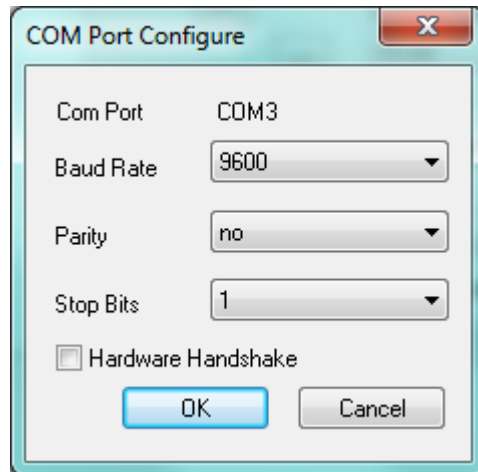 COM Port Configure
Com Port COM3
Baud Rate 9600
Parity no
Stop Bits 1
Hardware Handshake
OK Cancel